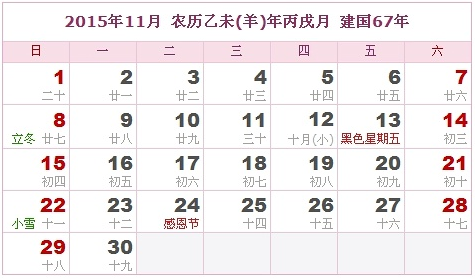 2015年11月 农历乙未(羊)年丙戌月 建国67年
日 一 二 三 四 五 六
1 2 3 4 5 6 7
二十 廿一 廿二 廿三 廿四 廿五 廿六
8 9 10 11 12 13 14
立冬 廿七 廿八 廿九 三十 十月(小) 黑色星期五 初三
15 16 17 18 19 20 21
初四 初五 初六 初七 初八 初九 初十
22 23 24 25 26 27 28
小雪 十一 十二 感恩节 十四 十五 十六 十七
29 30
十八 十九